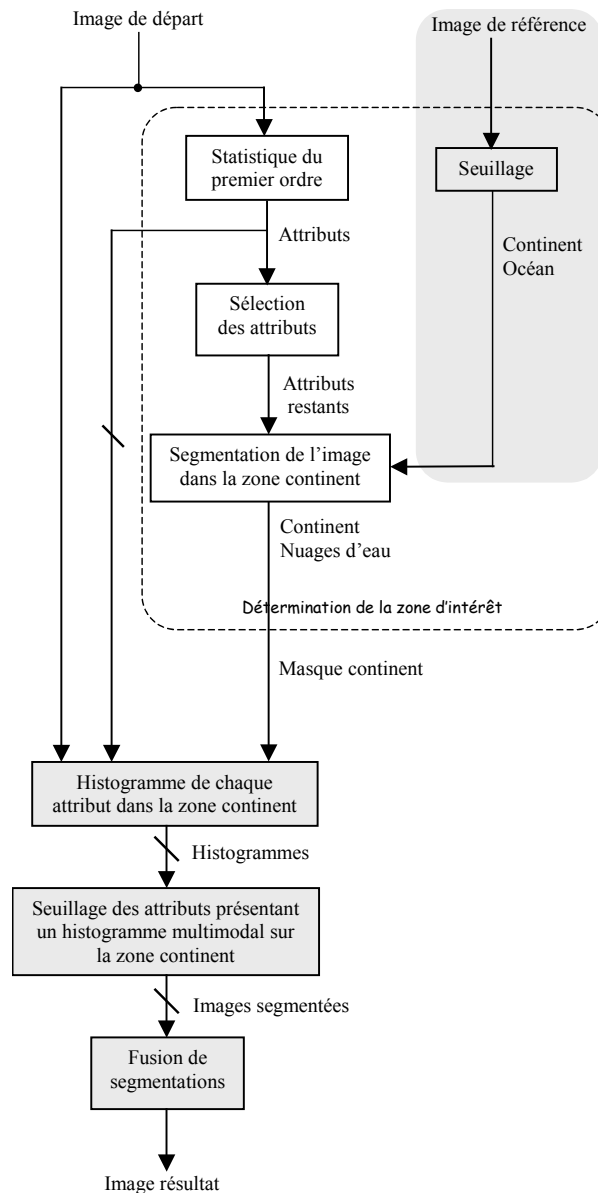 Image de départ
Image de référence
Statistique du
premier ordre
Seuillage
Attributs
Continent
Océan
Sélection
des attributs
Attributs
restants
Segmentation de l'image
dans la zone continent
Continent
Nuages d'eau
Détermination de la zone d'intérêt
Masque continent
Histogramme de chaque
attribut dans la zone continent
Histogrammes
Seuillage des attributs présentant
un histogramme multimodal sur
la zone continent
Images segmentées
Fusion de
segmentations
Image résultat